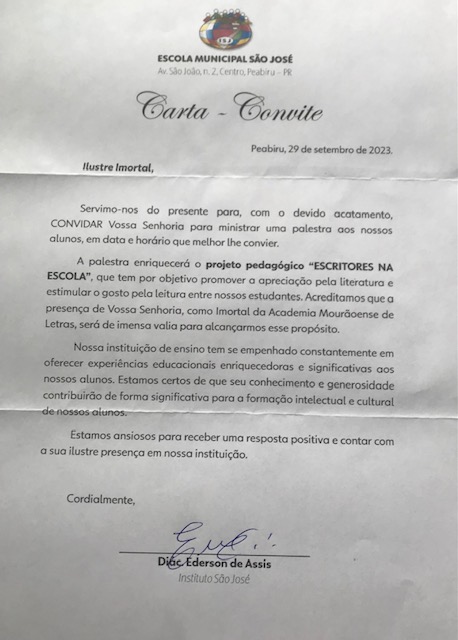 ESCOLA MUNICIPAL SÃO JOSÉ
Av. São João, n. 2, Centro, Peabiru – PR
Carta - Convite
Peabiru, 29 de setembro de 2023.
Ilustre Imortal,
Servimo-nos do presente para, com o devido acatamento,
CONVIDAR Vossa Senhoria para ministrar uma palestra aos nossos
alunos, em data e horário que melhor lhe convier.
A palestra enriquecerá o projeto pedagógico “ESCRITORES NA
ESCOLA”, que tem por objetivo promover a apreciação pela literatura e
estimular o gosto pela leitura entre nossos estudantes. Acreditamos que a
presença de Vossa Senhoria, como Imortal da Academia Mourãoense de
Letras, será de imensa valia para alcançarmos esse propósito.
Nossa instituição de ensino tem se empenhado constantemente em
oferecer experiências educacionais enriquecedoras e significativas aos
nossos alunos. Estamos certos de que seu conhecimento e generosidade
contribuirão de forma significativa para a formação intelectual e cultural
de nossos alunos.
Estamos ansiosos para receber uma resposta positiva e contar com
a sua ilustre presença em nossa instituição.
Cordialmente,
Diác Ederson de Assis
Instituto São José